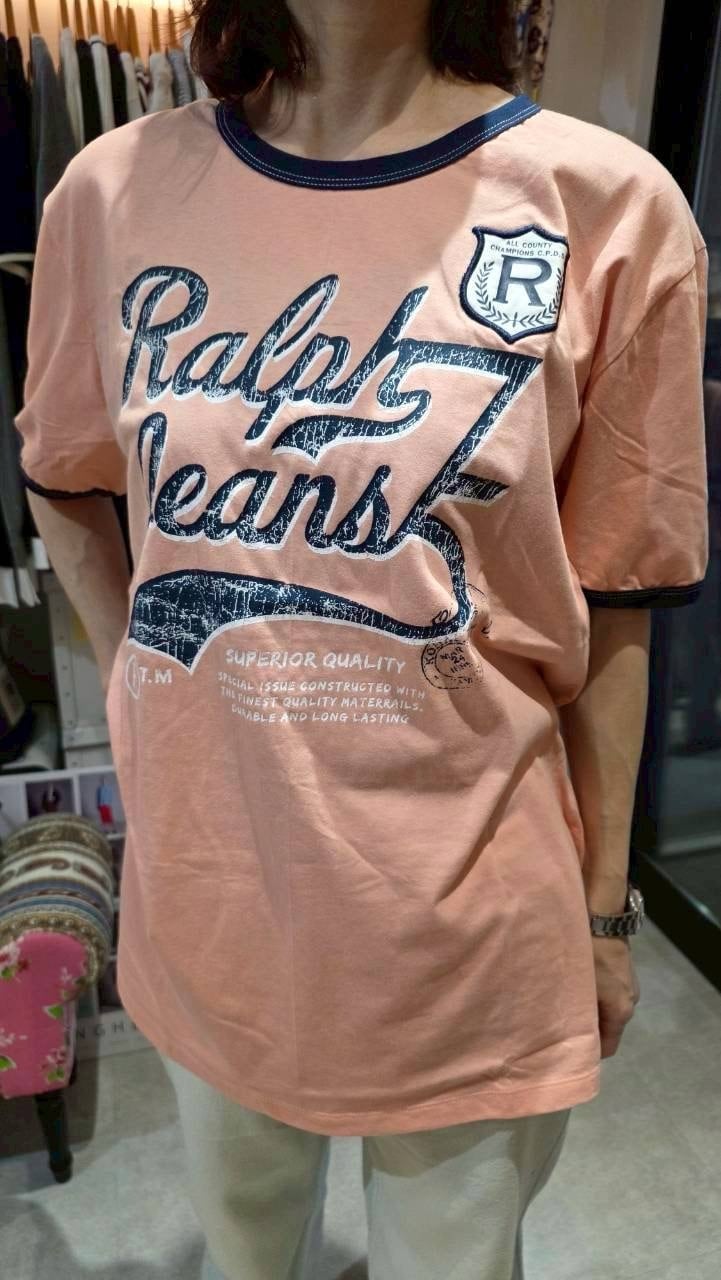 ALL COUNTY
CHAMPIONS C.P.D.
R
Ralph
Jeans
T.M
SUPERIOR QUALITY
SPECIAL ISSUE CONSTRUCTED WITH
THE FINEST QUALITY MATERRAILS.
DURABLE AND LONG LASTING